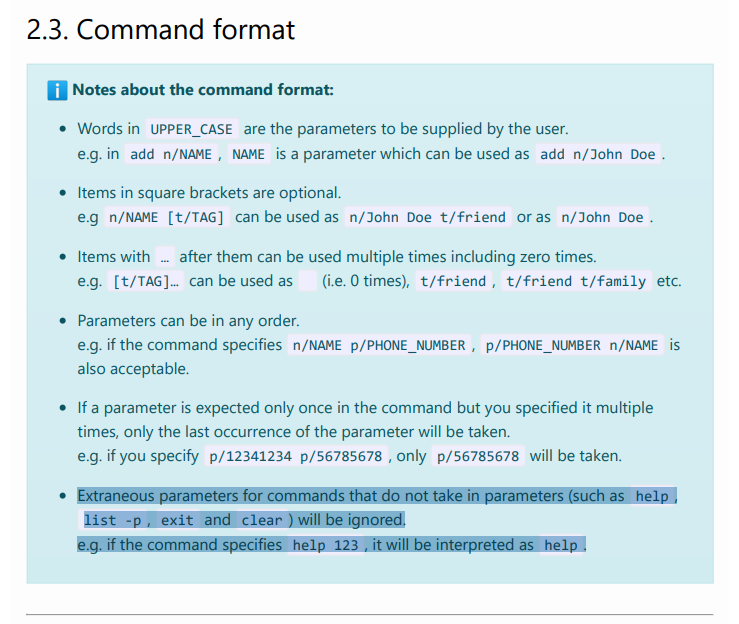 2.3. Command format
Notes about the command format:
• Words in UPPER_CASE are the parameters to be supplied by the user.
e.g. in add n/NAME , NAME is a parameter which can be used as add n/John Doe .
• Items in square brackets are optional.
e.g n/NAME [t/TAG] can be used as n/John Doe t/friend or as n/John Doe .
• Items with … after them can be used multiple times including zero times.
e.g. [t/TAG]… can be used as (i.e. 0 times), t/friend , t/friend t/family etc.
• Parameters can be in any order.
e.g. if the command specifies n/NAME p/PHONE_NUMBER , p/PHONE_NUMBER n/NAME is
also acceptable.
• If a parameter is expected only once in the command but you specified it multiple
times, only the last occurrence of the parameter will be taken.
e.g. if you specify p/12341234 p/56785678 , only p/56785678 will be taken.
• Extraneous parameters for commands that do not take in parameters (such as help ,
list -p , exit and clear ) will be ignored.
e.g. if the command specifies help 123 , it will be interpreted as help .